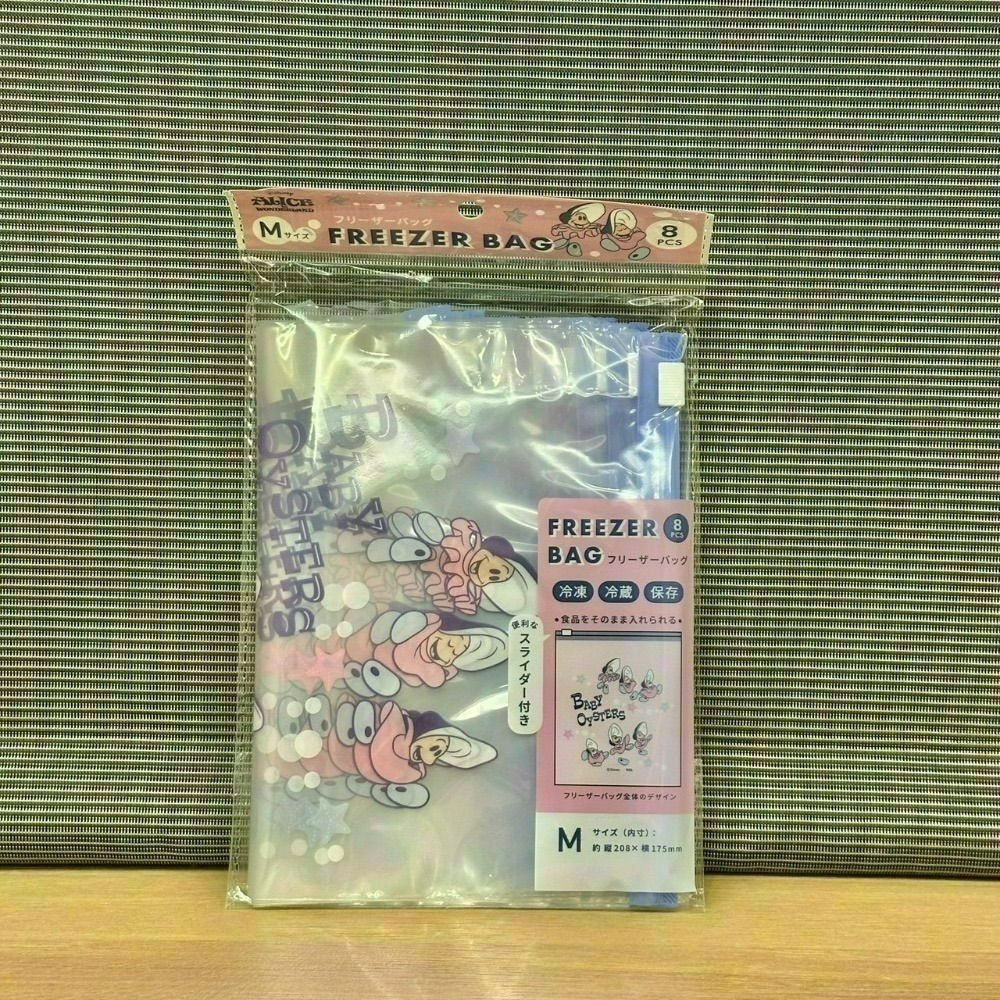 Disney
ALICE
IN
WONDERLAND
Mサイズ
フリーザーバッグ
FREEZER BAG
8
PCS
BABY
OYSTERS
FREEZER
8
PCS
BAG フリーザーバッグ
冷凍 冷蔵 保存
•食品をそのまま入れられる•
便利な
スライダー付き
BABY
OYSTERS
©Disney
フリーザーバッグ全体のデザイン
M
サイズ(内寸):
約 縦208×横175mm